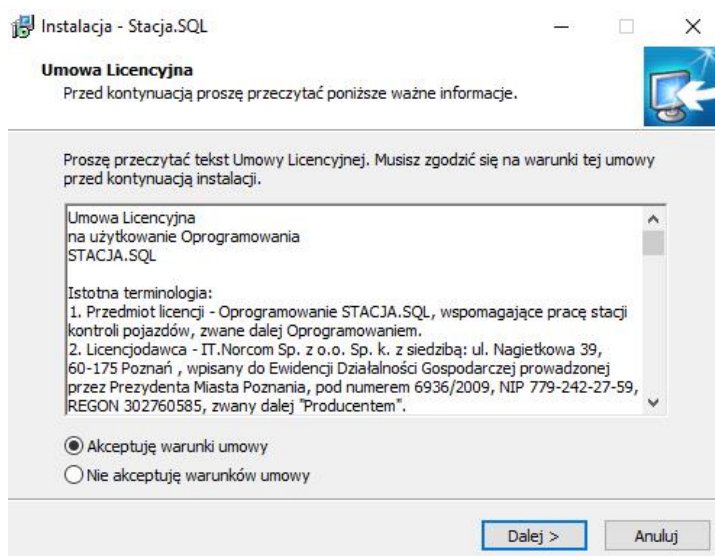 Instalacja - Stacja.SQL
Umowa Licencyjna
Przed kontynuacją proszę przeczytać poniższe ważne informacje.
Proszę przeczytać tekst Umowy Licencyjnej. Musisz zgodzić się na warunki tej umowy
przed kontynuacją instalacji.
Umowa Licencyjna
na użytkowanie Oprogramowania
STACJA.SQL
Istotna terminologia:
1. Przedmiot licencji - Oprogramowanie STACJA.SQL, wspomagające pracę stacji
kontroli pojazdów, zwane dalej Oprogramowaniem.
2. Licencjodawca - IT.Norcom Sp. z o.o. Sp. k. z siedzibą: ul. Nagietkowa 39,
60-175 Poznań , wpisany do Ewidencji Działalności Gospodarczej prowadzonej
przez Prezydenta Miasta Poznania, pod numerem 6936/2009, NIP 779-242-27-59,
REGON 302760585, zwany dalej "Producentem".
Akceptuję warunki umowy
Nie akceptuję warunków umowy
Dalej >
Anuluj